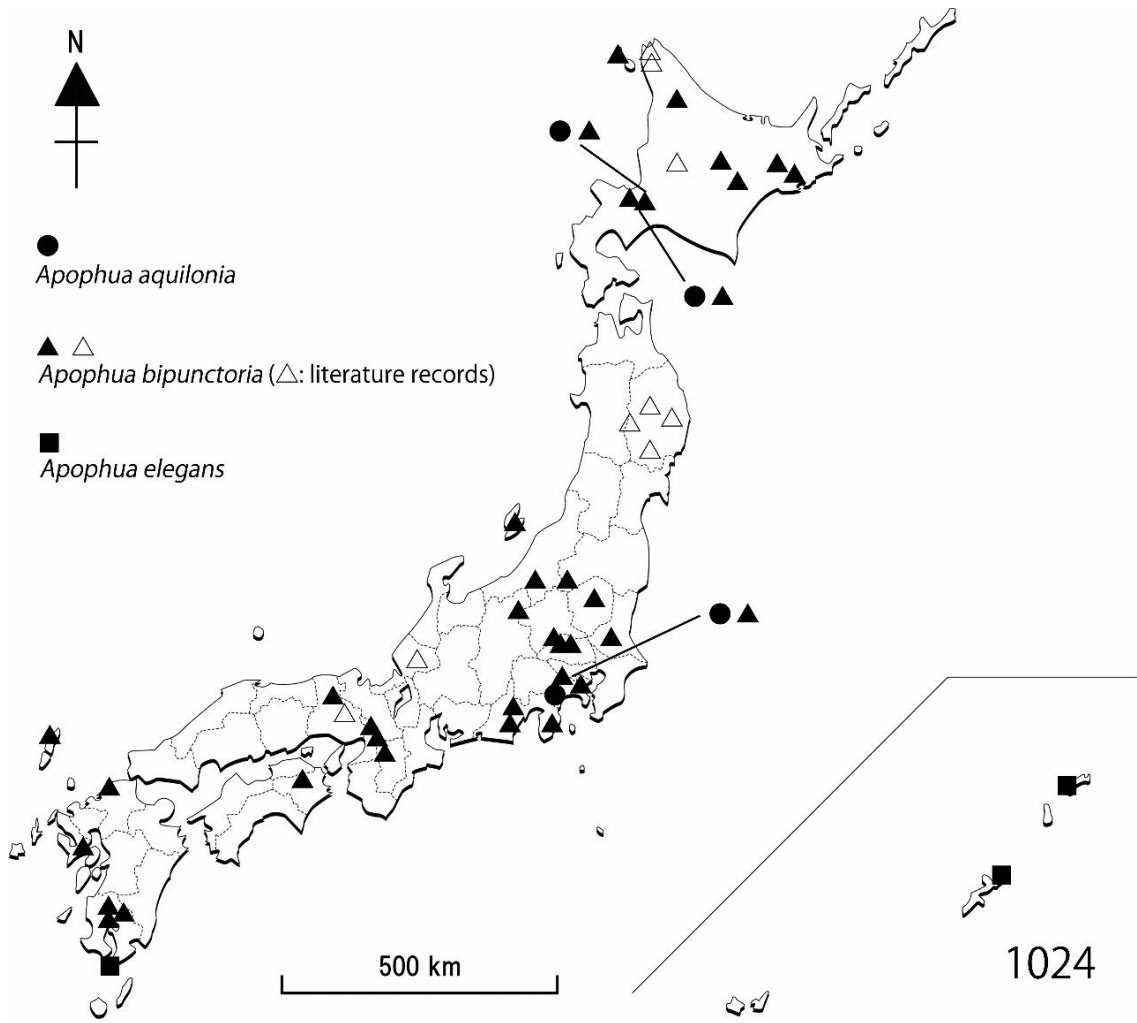 N
Apophua aquilonia
Apophua bipunctoria (△: literature records)
Apophua elegans
500 km
1024